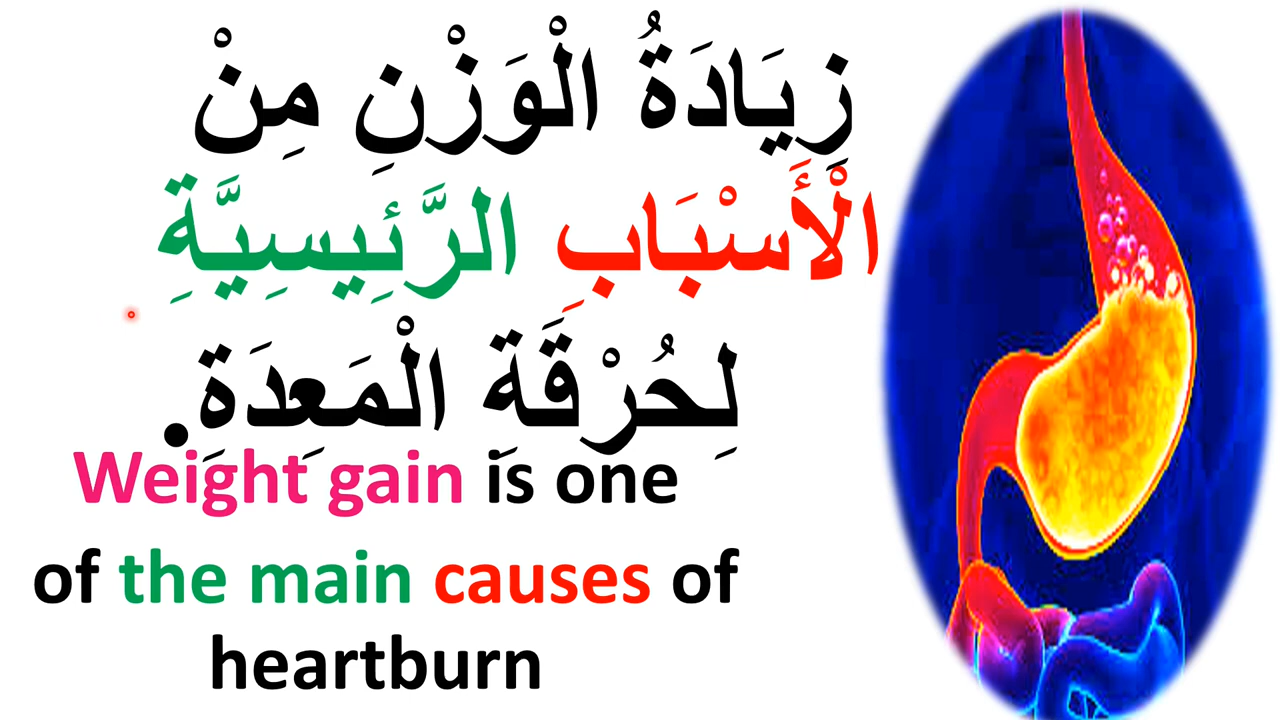 زِيَادَةُ الْوَزْنِ مِنْ
الْأَسْبَابِ الرَّئِيسِيَّةِ
لِحُرْقَةِ الْمَعِدَةِ.
Weight gain is one
of the main causes of
heartburn